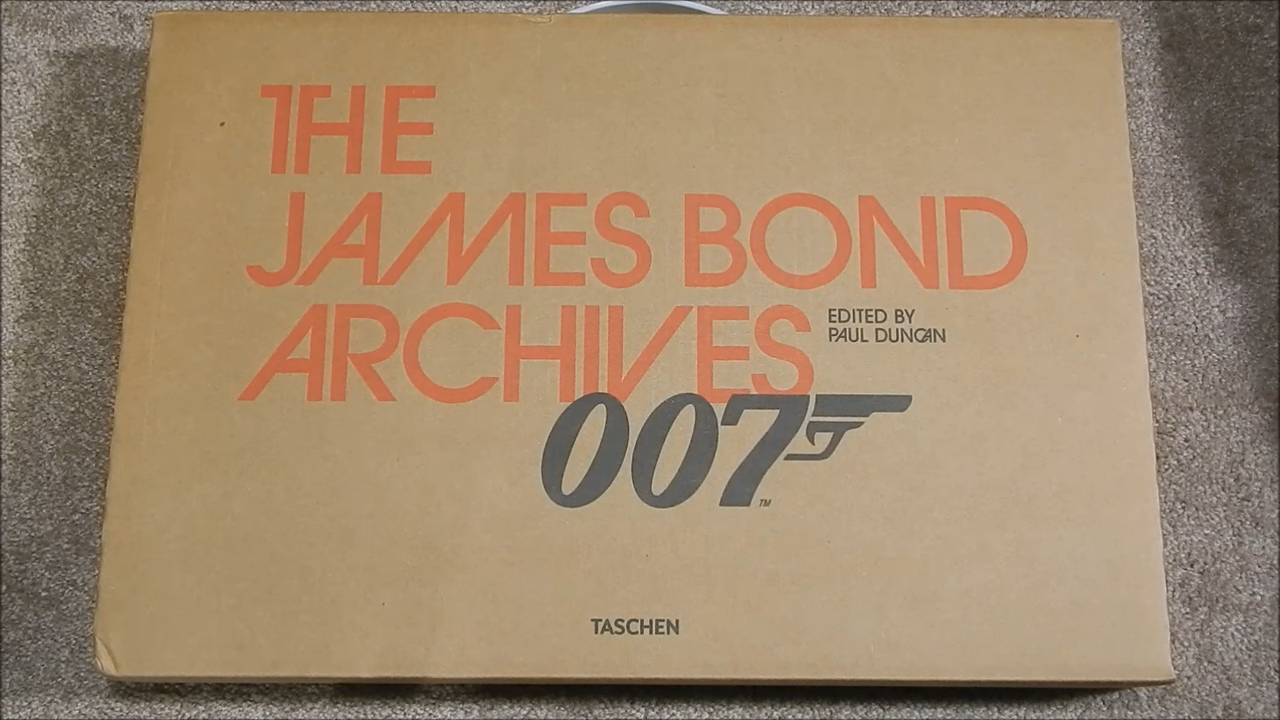 THE
JAMES BOND
ARCHIVES
EDITED BY
PAUL DUNCAN
007
TM
TASCHEN